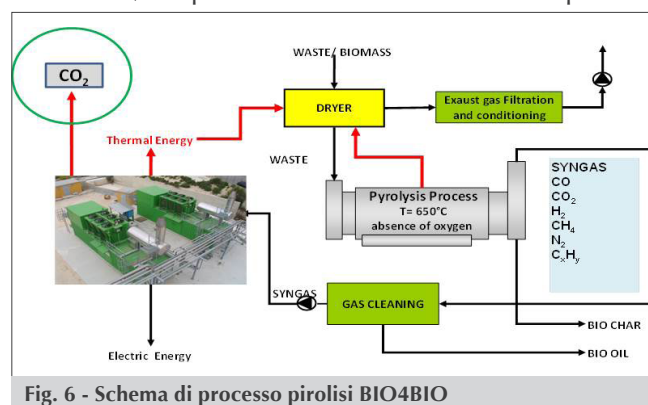 WASTE/ BIOMASS
CO2
DRYER
Exaust gas Filtration
and conditioning
Thermal Energy
WASTE
Pyrolysis Process
T= 650°C
absence of oxygen
SYNGAS
CO
CO2
H2
CH4
N2
CxHy
SYNGAS
GAS CLEANING
BIO CHAR
Electric Energy
BIO OIL
Fig. 6 - Schema di processo pirolisi BIO4BIO